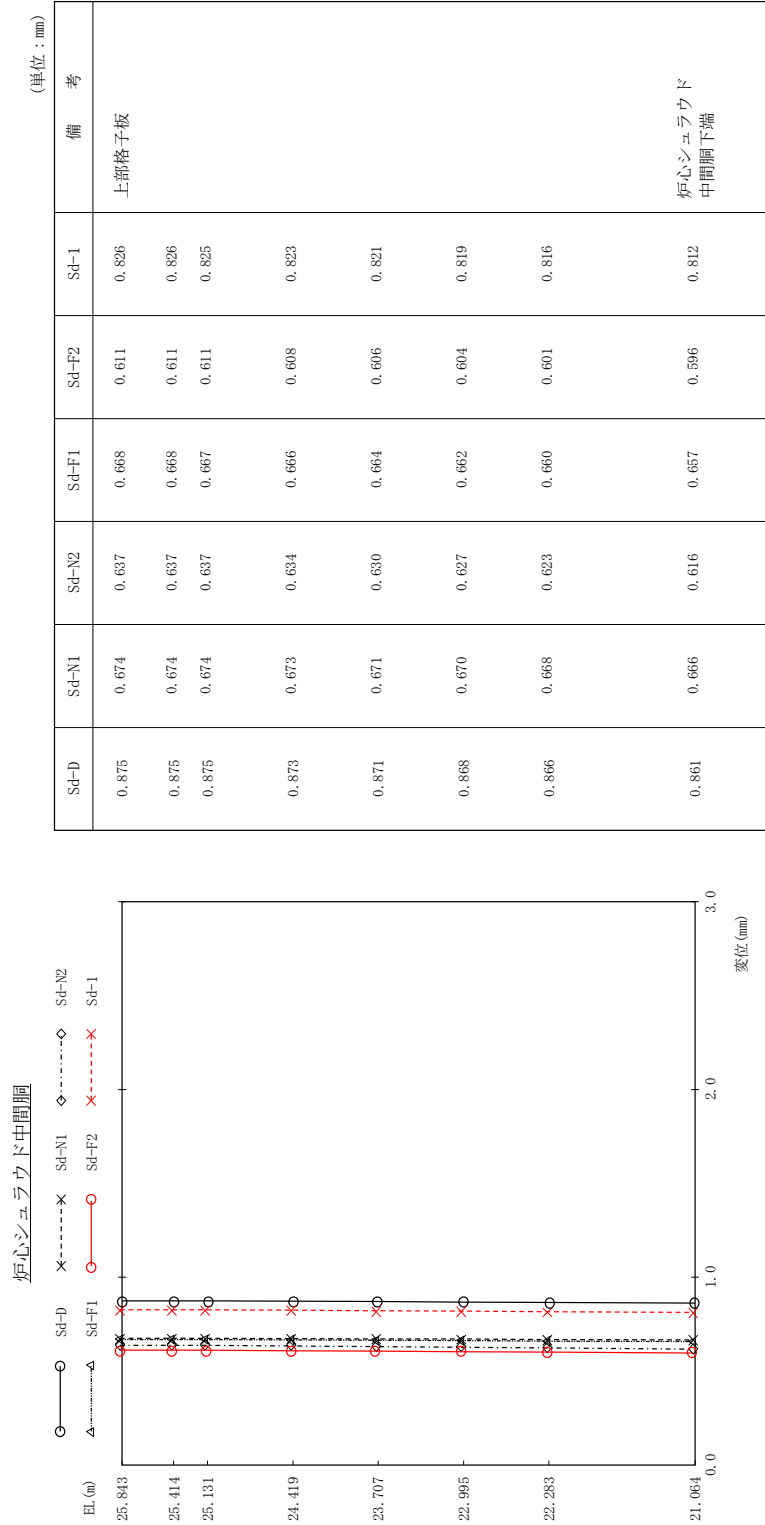 炉心シュラウド中間胴
Sd-D Sd-N1 Sd-N2
Sd-F1 Sd-F2 Sd-1
EL(m)
25.843
25.414
25.131
24.419
23.707
22.995
22.283
21.064
0.0 1.0 2.0 3.0
変位(mm)
(単位：mm)
Sd-D Sd-N1 Sd-N2 Sd-F1 Sd-F2 Sd-1 備 考
0.875 0.674 0.637 0.668 0.611 0.826 上部格子板
0.875 0.674 0.637 0.668 0.611 0.826
0.875 0.674 0.637 0.667 0.611 0.825
0.873 0.673 0.634 0.666 0.608 0.823
0.871 0.671 0.630 0.664 0.606 0.821
0.868 0.670 0.627 0.662 0.604 0.819
0.866 0.668 0.623 0.660 0.601 0.816
0.861 0.666 0.616 0.657 0.596 0.812 炉心シュラウド
中間胴下端